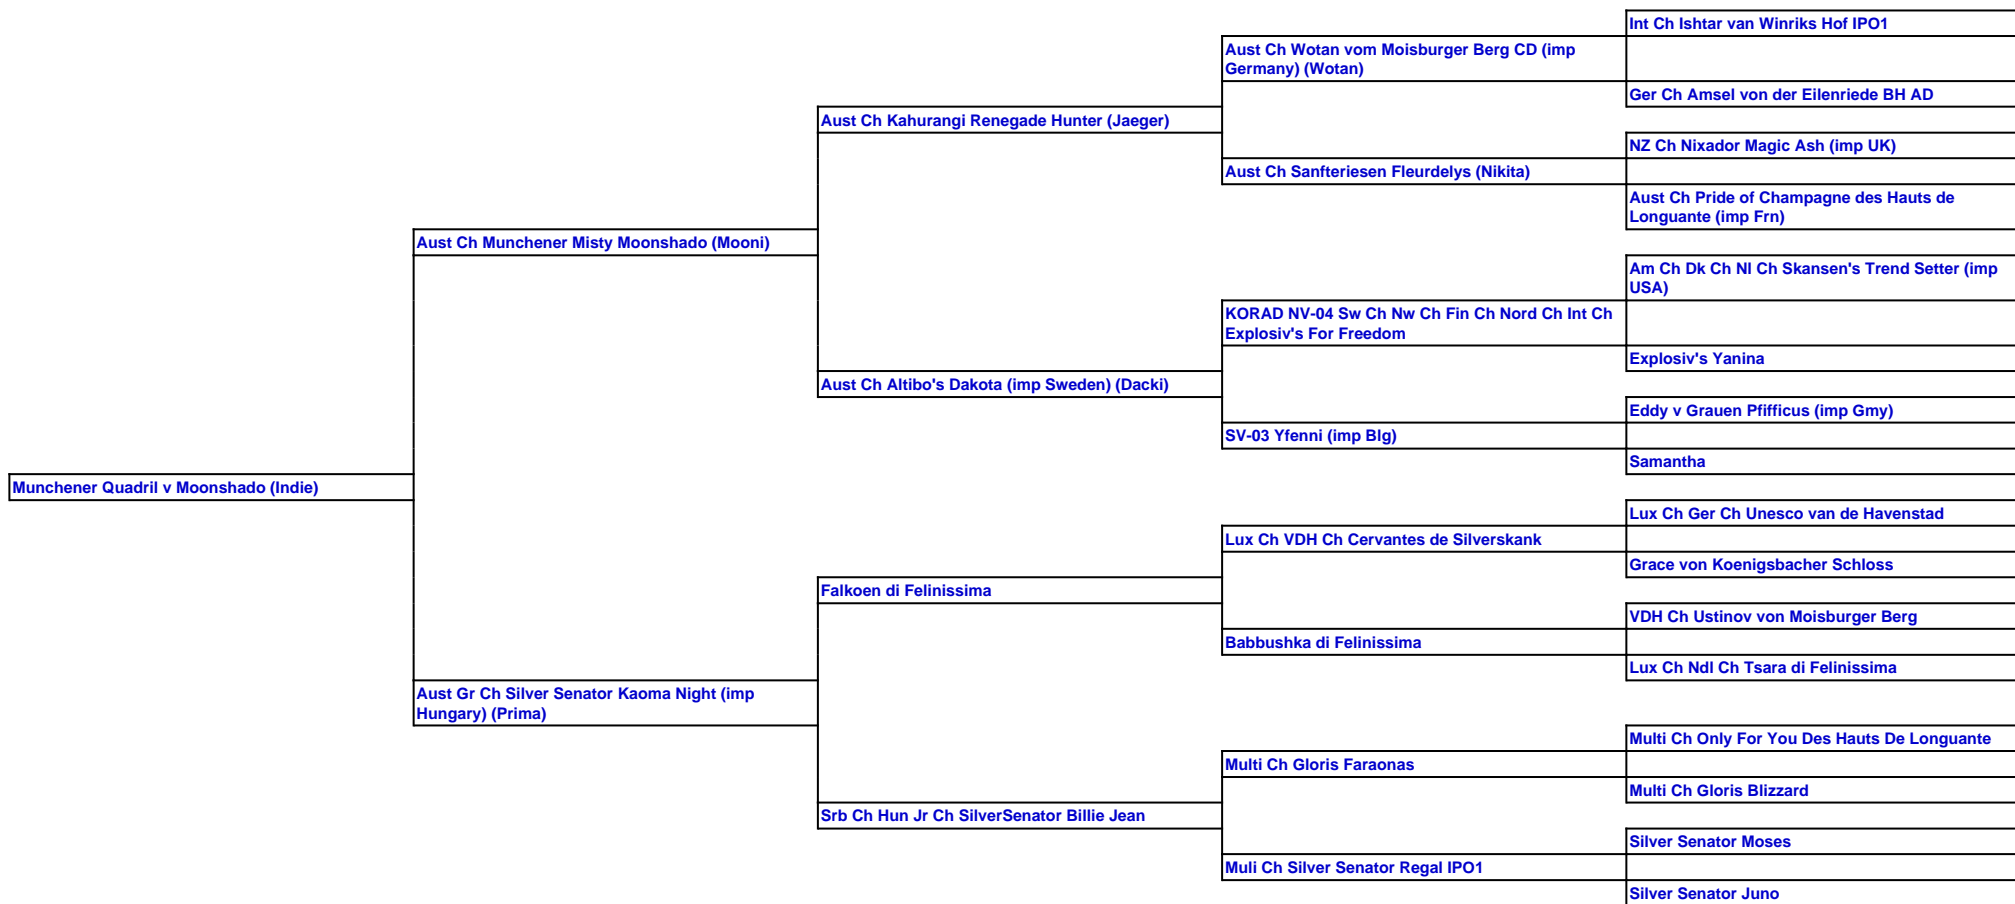 Int Ch Ishtar van Winriks Hof IPO1
Aust Ch Wotan vom Moisburger Berg CD (imp
Germany) (Wotan)
Ger Ch Amsel von der Eilenriede BH AD
Aust Ch Kahurangi Renegade Hunter (Jaeger)
NZ Ch Nixador Magic Ash (imp UK)
Aust Ch Sanfteriesen Fleurdelys (Nikita)
Aust Ch Pride of Champagne des Hauts de
Longuante (imp Frn)
Aust Ch Munchener Misty Moonshado (Mooni)
Am Ch Dk Ch Nl Ch Skansen's Trend Setter (imp
USA)
KORAD NV-04 Sw Ch Nw Ch Fin Ch Nord Ch Int Ch
Explosiv's For Freedom
Explosiv's Yanina
Aust Ch Altibo's Dakota (imp Sweden) (Dacki)
Eddy v Grauen Pfifficus (imp Gmy)
SV-03 Yfenni (imp Blg)
Samantha
Munchener Quadril v Moonshado (Indie)
Lux Ch Ger Ch Unesco van de Havenstad
Lux Ch VDH Ch Cervantes de Silverskank
Grace von Koenigsbacher Schloss
Falkoen di Felinissima
VDH Ch Ustinov von Moisburger Berg
Babbushka di Felinissima
Lux Ch Ndl Ch Tsara di Felinissima
Aust Gr Ch Silver Senator Kaoma Night (imp
Hungary) (Prima)
Multi Ch Only For You Des Hauts De Longuante
Multi Ch Gloris Faraonas
Multi Ch Gloris Blizzard
Srb Ch Hun Jr Ch SilverSenator Billie Jean
Silver Senator Moses
Muli Ch Silver Senator Regal IPO1
Silver Senator Juno